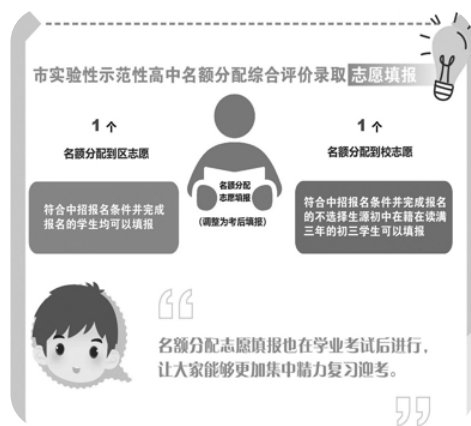 市实验性示范性高中名额分配综合评价录取 志愿填报
1个
名额分配到区志愿
符合中招报名条件并完成
报名的学生均可以填报
名额分配
志愿填报
(调整为考后填报)
1个
名额分配到校志愿
符合中招报名条件并完成报名
的不选择生源初中在籍在读满
三年的初三学生可以填报
名额分配志愿填报也在学业考试后进行,
让大家能够更加集中精力复习迎考。